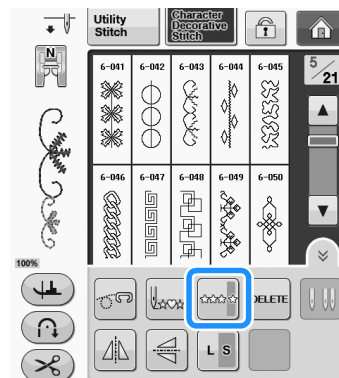 Utility
Stitch
Character
Decorative
Stitch
N
6-041 6-042 6-043 6-044 6-045
5/21
6-046 6-047 6-048 6-049 6-050
100%
DELETE
L S